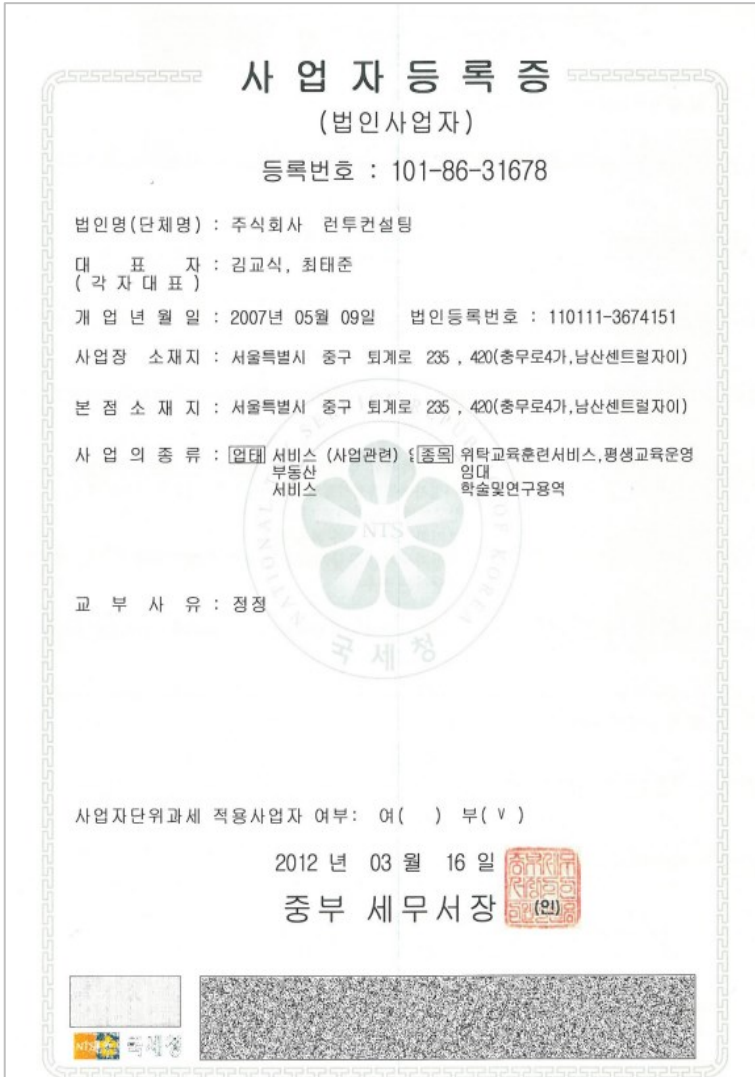 사업자등록증
(법인사업자)
등록번호 : 101-86-31678
법인명(단체명) : 주식회사 런투컨설팅
대 표 자 : 김교식, 최태준
(각자대표)
개업년월일 : 2007년 05월 09일 법인등록번호 : 110111-3674151
사업장 소재지 : 서울특별시 중구 퇴계로 235 , 420(충무로4가,남산센트럴자이)
본점소재지 : 서울특별시 중구 퇴계로 235 , 420(충무로4가,남산센트럴자이)
사업의종류 : 업태 서비스 (사업관련) 종목 위탁교육훈련서비스,평생교육운영
부동산 임대
서비스 학술및연구용역
NATIONAL TAX SERVICE REPUBLIC OF KOREA
NTS
국세청
교부사유 : 정정
사업자단위과세 적용사업자 여부: 여( ) 부( V )
2012 년 03 월 16 일
중부 세무서장 (인)
NTS 국세청